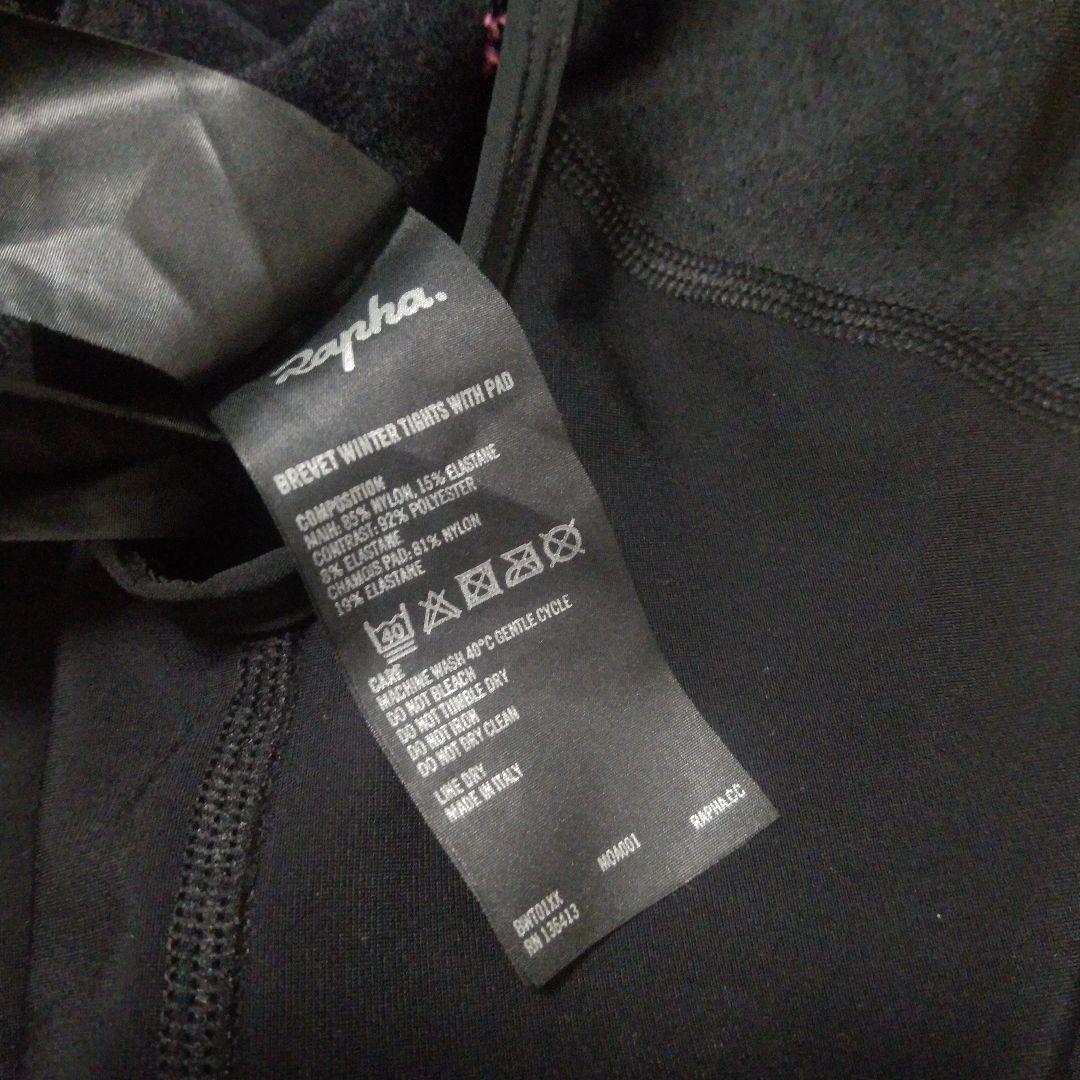 Rapha.
BREVET WINTER TIGHTS WITH PAD
COMPOSITION
MAIN: 85% NYLON, 15% ELASTANE
CONTRAST: 92% POLYESTER
8% ELASTANE
CHAMOIS PAD: 81% NYLON
19% ELASTANE
40
CARE
MACHINE WASH 40°C GENTLE CYCLE
DO NOT BLEACH
DO NOT TUMBLE DRY
DO NOT IRON
DO NOT DRY CLEAN
LINE DRY
MADE IN ITALY
BWT01XX MOA001 RAPHA.CC
RN 136413